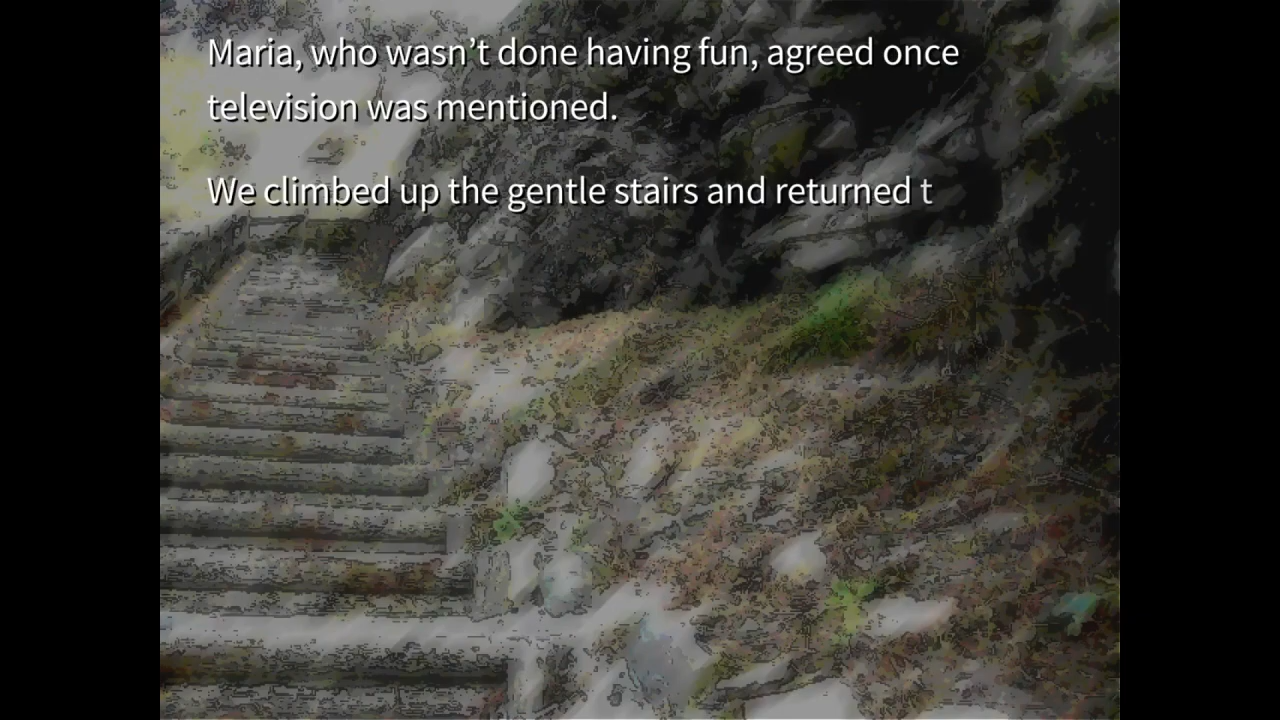 Maria, who wasn’t done having fun, agreed once
television was mentioned.
We climbed up the gentle stairs and returned t